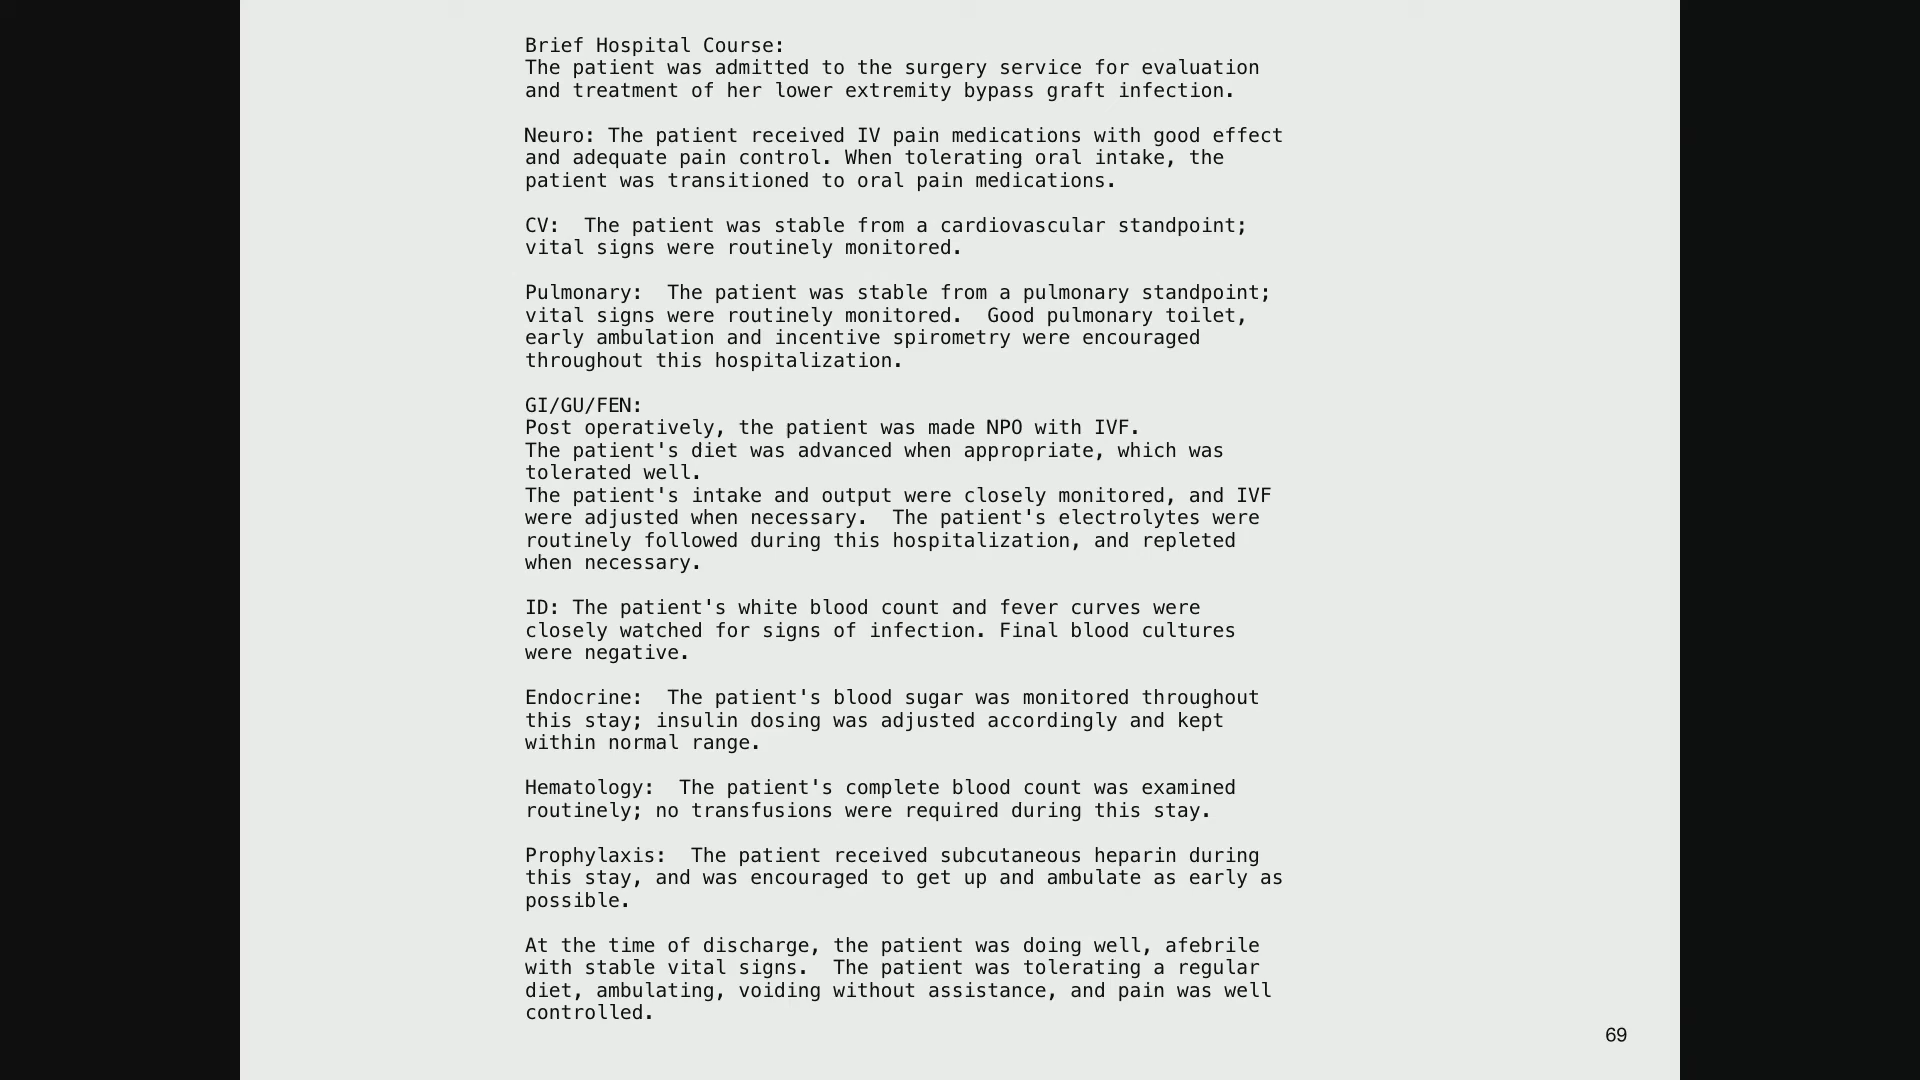 Brief Hospital Course:
The patient was admitted to the surgery service for evaluation
and treatment of her lower extremity bypass graft infection.
Neuro: The patient received IV pain medications with good effect
and adequate pain control. When tolerating oral intake, the
patient was transitioned to oral pain medications.
CV:  The patient was stable from a cardiovascular standpoint;
vital signs were routinely monitored.
Pulmonary:  The patient was stable from a pulmonary standpoint;
vital signs were routinely monitored.  Good pulmonary toilet,
early ambulation and incentive spirometry were encouraged
throughout this hospitalization.
GI/GU/FEN:
Post operatively, the patient was made NPO with IVF.
The patient's diet was advanced when appropriate, which was
tolerated well.
The patient's intake and output were closely monitored, and IVF
were adjusted when necessary.  The patient's electrolytes were
routinely followed during this hospitalization, and repleted
when necessary.
ID: The patient's white blood count and fever curves were
closely watched for signs of infection. Final blood cultures
were negative.
Endocrine:  The patient's blood sugar was monitored throughout
this stay; insulin dosing was adjusted accordingly and kept
within normal range.
Hematology:  The patient's complete blood count was examined
routinely; no transfusions were required during this stay.
Prophylaxis:  The patient received subcutaneous heparin during
this stay, and was encouraged to get up and ambulate as early as
possible.
At the time of discharge, the patient was doing well, afebrile
with stable vital signs.  The patient was tolerating a regular
diet, ambulating, voiding without assistance, and pain was well
controlled.
69